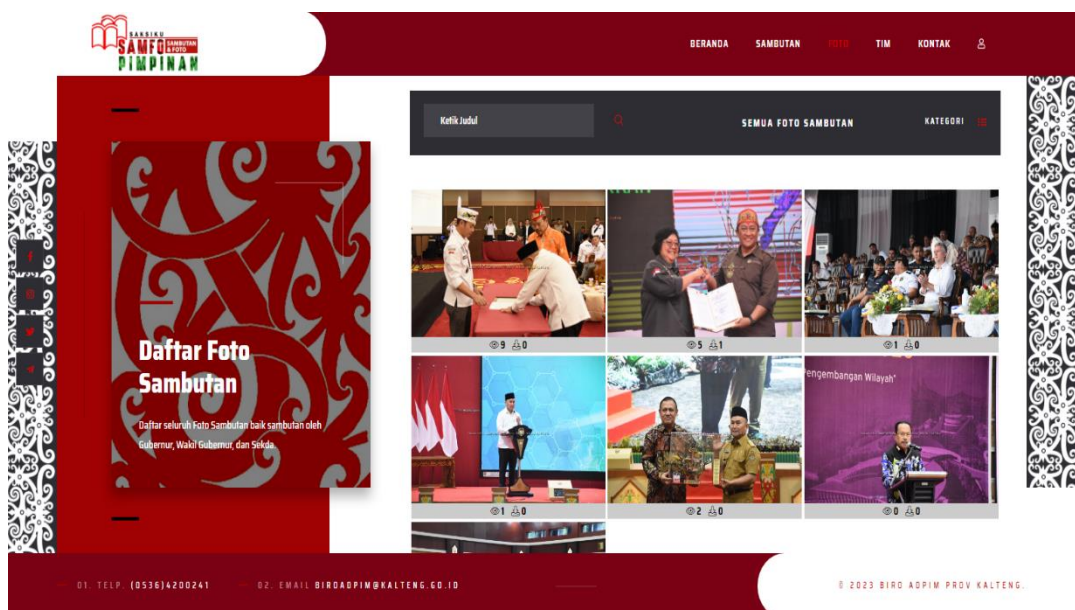 SAKSIKU
SAMFO SAMBUTAN & FOTO
PIMPINAN
BERANDA SAMBUTAN FOTO TIM KONTAK
Ketik Judul
SEMUA FOTO SAMBUTAN
KATEGORI
Daftar Foto
Sambutan
Daftar seluruh Foto Sambutan baik sambutan oleh
Gubernur, Wakil Gubernur, dan Sekda.
9 0
5 1
1 0
Pengembangan Wilayah"
1 0
2 0
0 0
01. TELP. (0536)4200241
02. EMAIL BIROADPIM@KALTENG.GO.ID
© 2023 BIRO ADPIM PROV KALTENG.